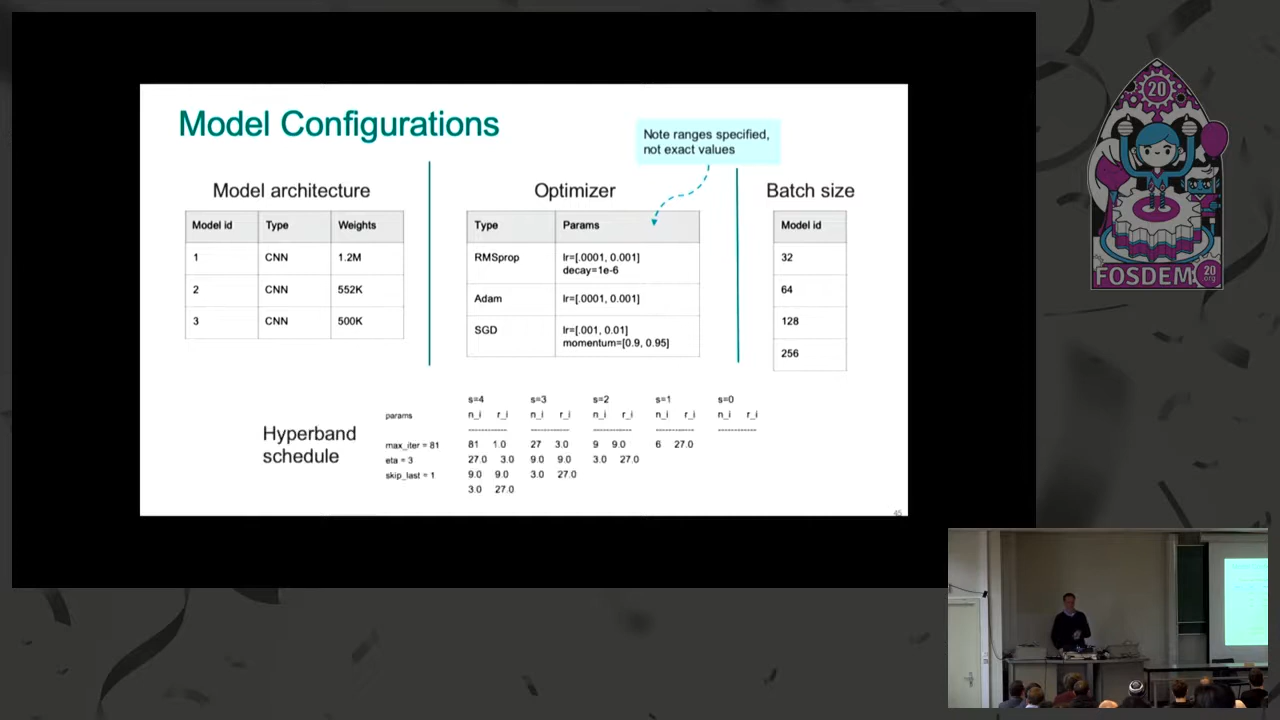 Model Configurations
Note ranges specified,
not exact values
Model architecture
Model id Type Weights
1 CNN 1.2M
2 CNN 552K
3 CNN 500K
Optimizer
Type Params
RMSprop lr=[.0001, 0.001]
decay=1e-6
Adam lr=[.0001, 0.001]
SGD lr=[.001, 0.01]
momentum=[0.9, 0.95]
Batch size
Model id
32
64
128
256
Hyperband
schedule
params
max_iter = 81
eta = 3
skip_last = 1
s=4 s=3 s=2 s=1 s=0
n_i r_i n_i r_i n_i r_i n_i r_i n_i r_i
------------ ------------ ------------ ------------ ------------
81 1.0 27 3.0 9 9.0 6 27.0
27.0 3.0 9.0 9.0 3.0 27.0
9.0 9.0 3.0 27.0
3.0 27.0
45
20
FOSDEM 20
.org